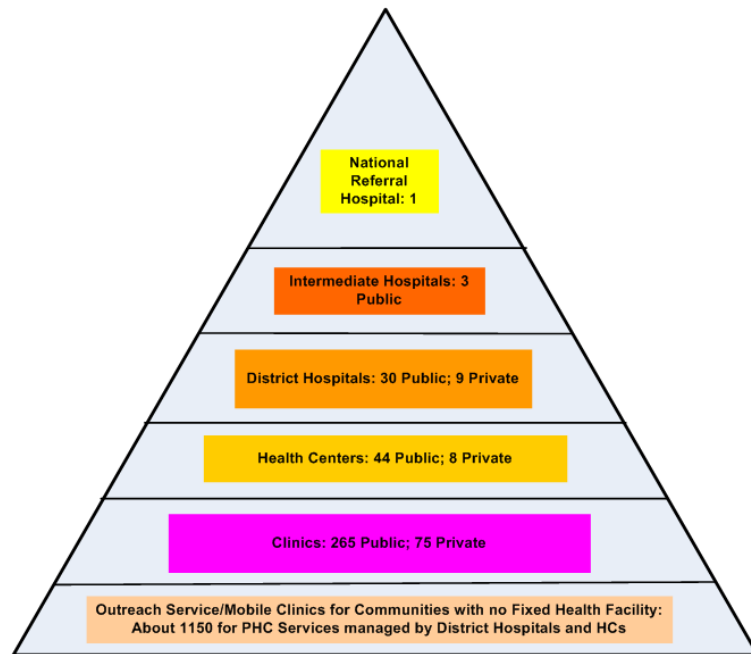 National
Referral
Hospital: 1
Intermediate Hospitals: 3
Public
District Hospitals: 30 Public; 9 Private
Health Centers: 44 Public; 8 Private
Clinics: 265 Public; 75 Private
Outreach Service/Mobile Clinics for Communities with no Fixed Health Facility:
About 1150 for PHC Services managed by District Hospitals and HCs